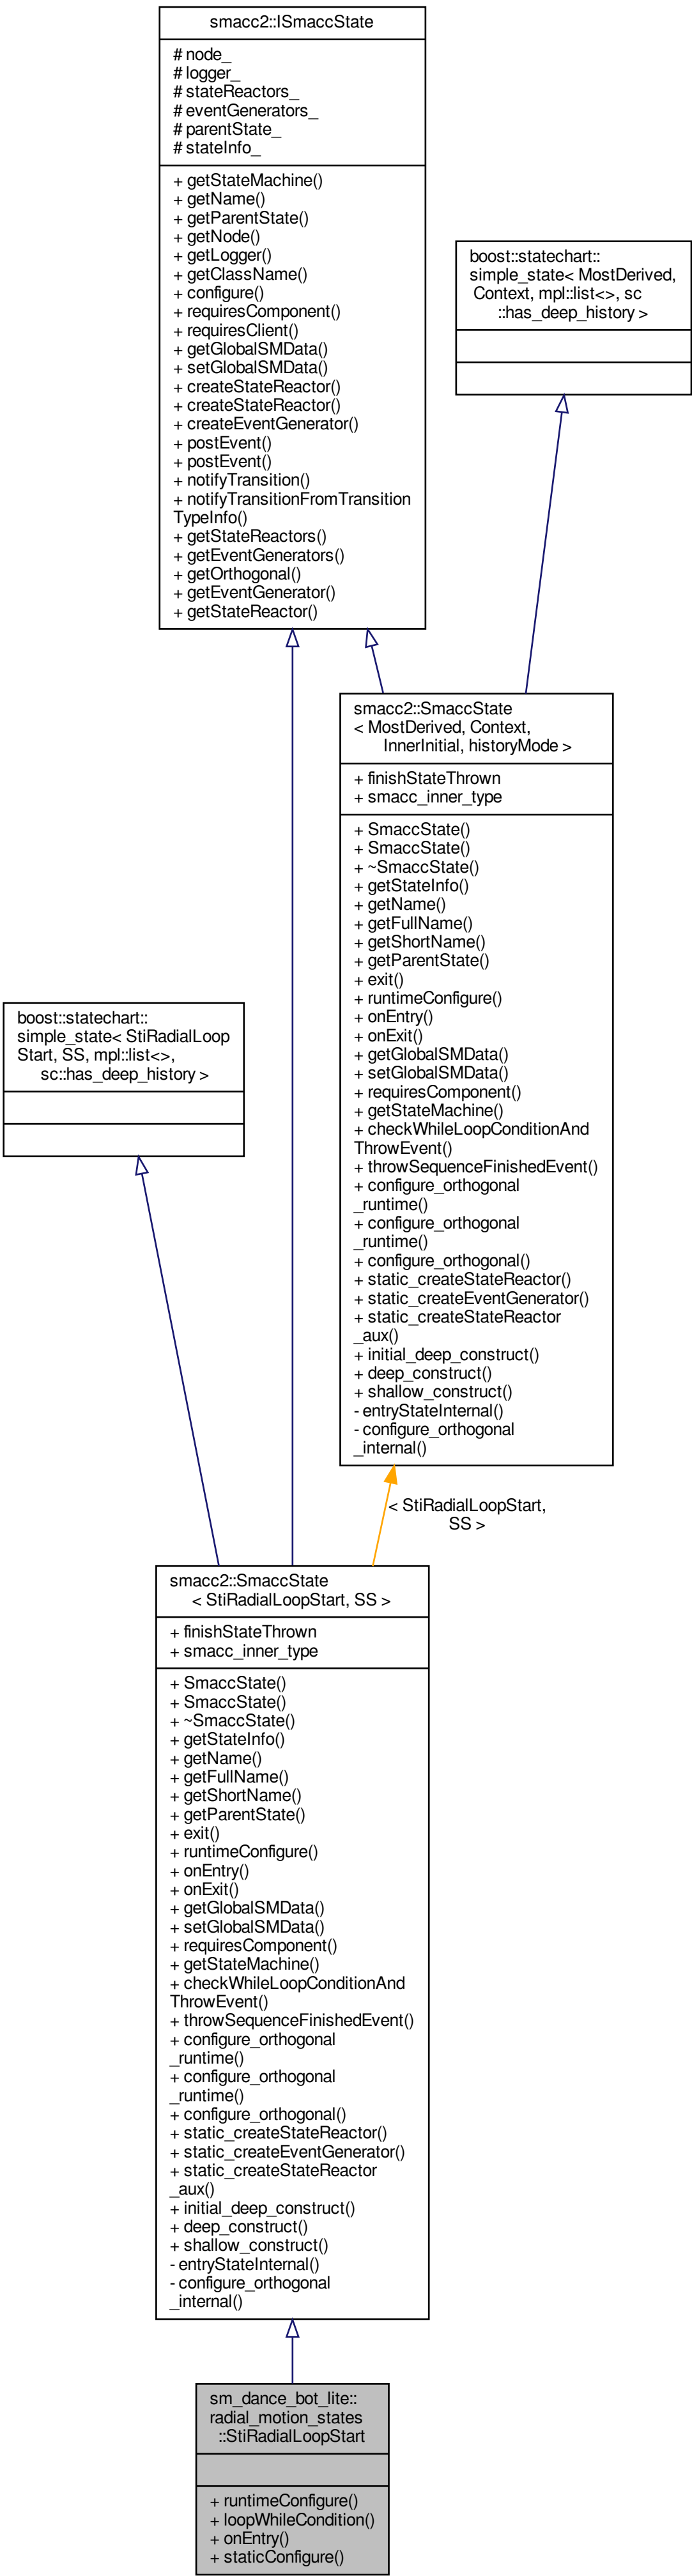 smacc2::ISmaccState
# node_
# logger_
# stateReactors_
# eventGenerators_
# parentState_
# stateInfo_
+ getStateMachine()
+ getName()
+ getParentState()
+ getNode()
+ getLogger()
+ getClassName()
+ configure()
+ requiresComponent()
+ requiresClient()
+ getGlobalSMData()
+ setGlobalSMData()
+ createStateReactor()
+ createStateReactor()
+ createEventGenerator()
+ postEvent()
+ postEvent()
+ notifyTransition()
+ notifyTransitionFromTransition
TypeInfo()
+ getStateReactors()
+ getEventGenerators()
+ getOrthogonal()
+ getEventGenerator()
+ getStateReactor()
boost::statechart::
simple_state< MostDerived,
Context, mpl::list<>, sc
::has_deep_history >
smacc2::SmaccState
< MostDerived, Context,
InnerInitial, historyMode >
+ finishStateThrown
+ smacc_inner_type
+ SmaccState()
+ SmaccState()
+ ~SmaccState()
+ getStateInfo()
+ getName()
+ getFullName()
+ getShortName()
+ getParentState()
+ exit()
+ runtimeConfigure()
+ onEntry()
+ onExit()
+ getGlobalSMData()
+ setGlobalSMData()
+ requiresComponent()
+ getStateMachine()
+ checkWhileLoopConditionAnd
ThrowEvent()
+ throwSequenceFinishedEvent()
+ configure_orthogonal
_runtime()
+ configure_orthogonal
_runtime()
+ configure_orthogonal()
+ static_createStateReactor()
+ static_createEventGenerator()
+ static_createStateReactor
_aux()
+ initial_deep_construct()
+ deep_construct()
+ shallow_construct()
- entryStateInternal()
- configure_orthogonal
_internal()
boost::statechart::
simple_state< StiRadialLoop
Start, SS, mpl::list<>,
sc::has_deep_history >
< StiRadialLoopStart,
SS >
smacc2::SmaccState
< StiRadialLoopStart, SS >
+ finishStateThrown
+ smacc_inner_type
+ SmaccState()
+ SmaccState()
+ ~SmaccState()
+ getStateInfo()
+ getName()
+ getFullName()
+ getShortName()
+ getParentState()
+ exit()
+ runtimeConfigure()
+ onEntry()
+ onExit()
+ getGlobalSMData()
+ setGlobalSMData()
+ requiresComponent()
+ getStateMachine()
+ checkWhileLoopConditionAnd
ThrowEvent()
+ throwSequenceFinishedEvent()
+ configure_orthogonal
_runtime()
+ configure_orthogonal
_runtime()
+ configure_orthogonal()
+ static_createStateReactor()
+ static_createEventGenerator()
+ static_createStateReactor
_aux()
+ initial_deep_construct()
+ deep_construct()
+ shallow_construct()
- entryStateInternal()
- configure_orthogonal
_internal()
sm_dance_bot_lite::
radial_motion_states
::StiRadialLoopStart
+ runtimeConfigure()
+ loopWhileCondition()
+ onEntry()
+ staticConfigure()